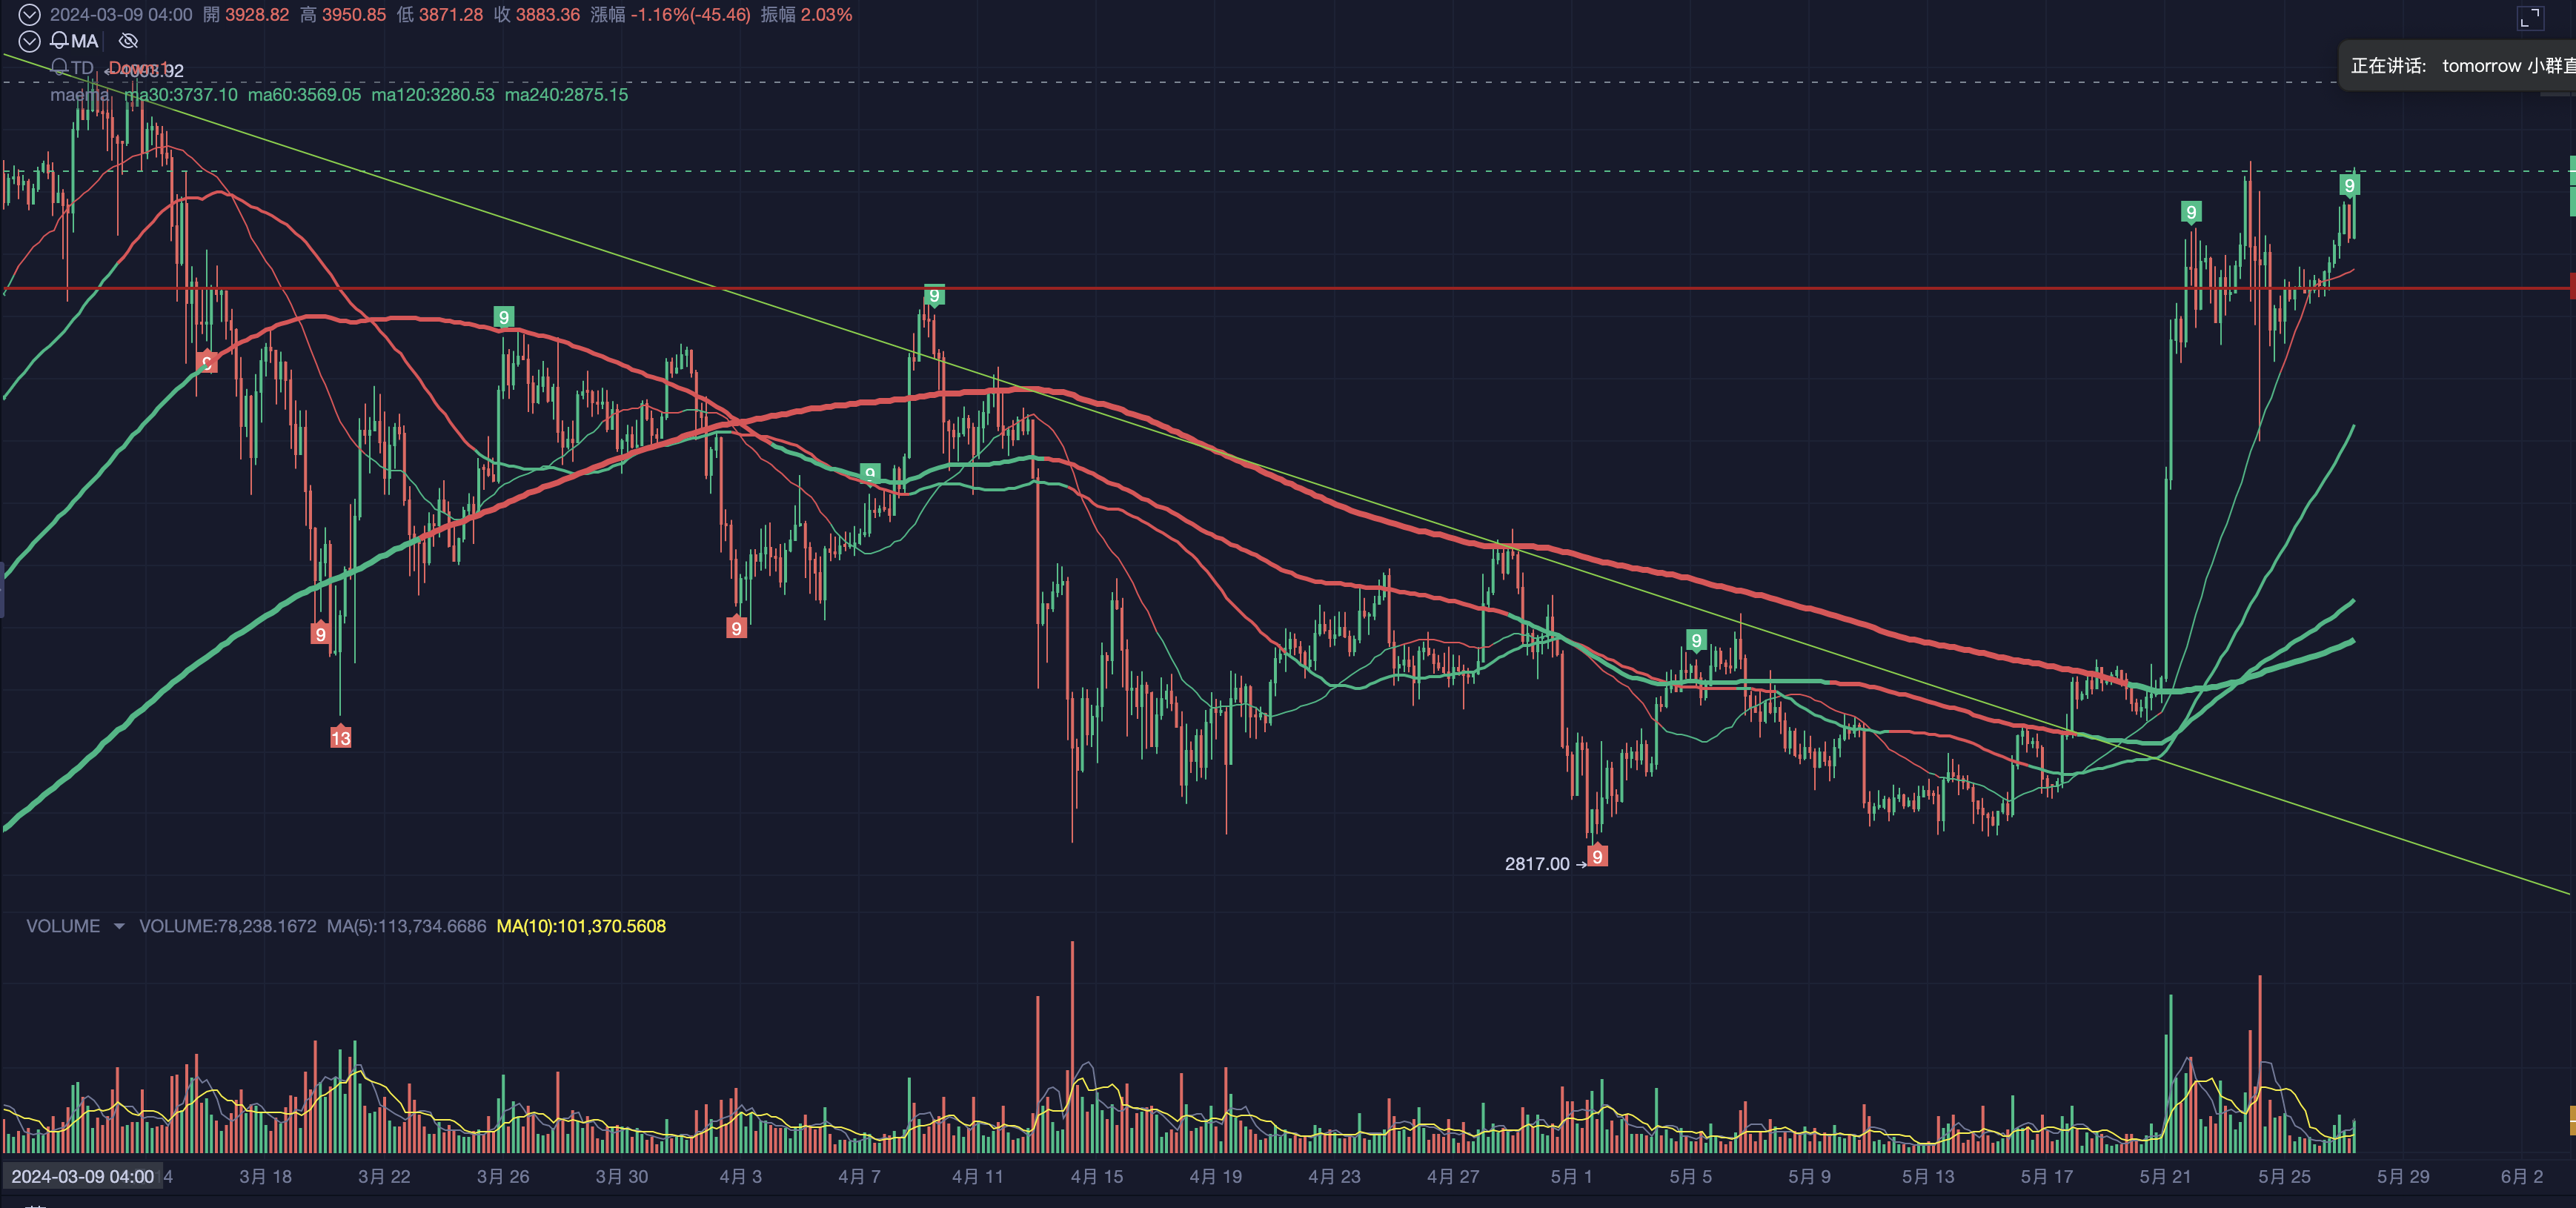 2024-03-09 04:00 開 3928.82 高 3950.85 低 3871.28 收 3883.36 漲幅 -1.16%(-45.46) 振幅 2.03%
MA
TD Down:1 4093.92
正在讲话: tomorrow 小群直
maema ma30:3737.10 ma60:3569.05 ma120:3280.53 ma240:2875.15
9
9
9
9
9
9
9
9
9
13
2817.00
9
VOLUME VOLUME:78,238.1672 MA(5):113,734.6686 MA(10):101,370.5608
2024-03-09 04:00 4 3月 18 3月 22 3月 26 3月 30 4月 3 4月 7 4月 11 4月 15 4月 19 4月 23 4月 27 5月 1 5月 5 5月 9 5月 13 5月 17 5月 21 5月 25 5月 29 6月 2